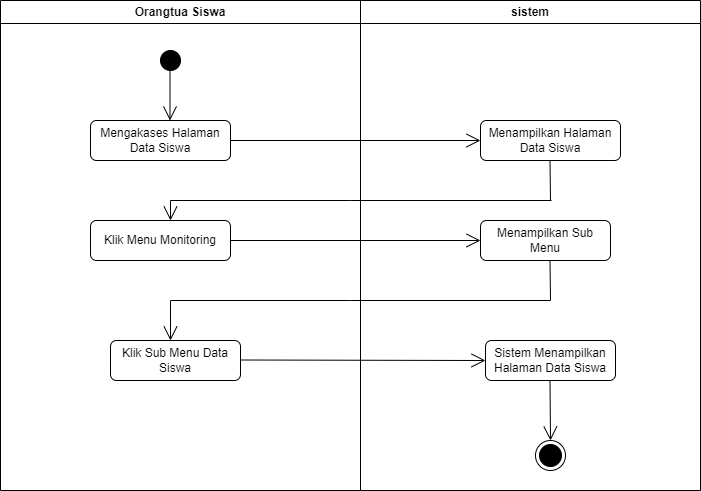 Orangtua Siswa
sistem
Mengakases Halaman
Data Siswa
Menampilkan Halaman
Data Siswa
Klik Menu Monitoring
Menampilkan Sub
Menu
Klik Sub Menu Data
Siswa
Sistem Menampilkan
Halaman Data Siswa